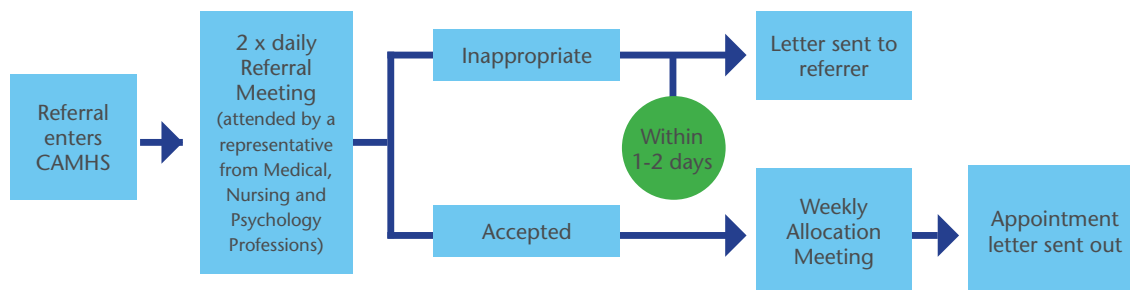 Referral
enters
CAMHS
2 x daily
Referral
Meeting
(attended by a
representative
from Medical,
Nursing and
Psychology
Professions)
Inappropriate
Within
1-2 days
Letter sent to
referrer
Accepted
Weekly
Allocation
Meeting
Appointment
letter sent out